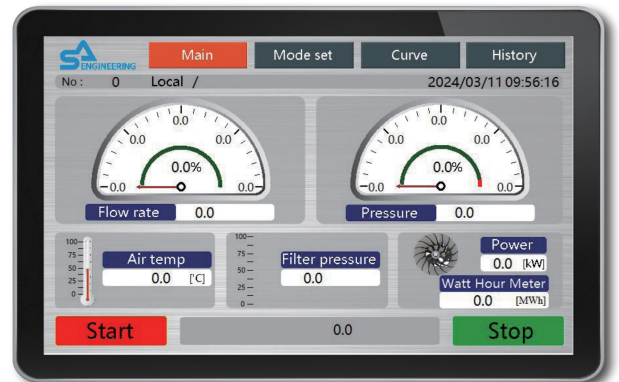 SA ENGINEERING
Main
Mode set
Curve
History
No : 0 Local / 2024/03/11 09:56:16
0.0
0.0 0.0
0.0%
0.0 0.0
Flow rate 0.0
0.0
0.0 0.0
0.0%
0.0 0.0
Pressure 0.0
100
75
50
25
0
Air temp
0.0 [℃]
100
75
50
25
0
Filter pressure
0.0
Power
0.0 [kW]
Watt Hour Meter
0.0 [MWh]
Start
0.0
Stop